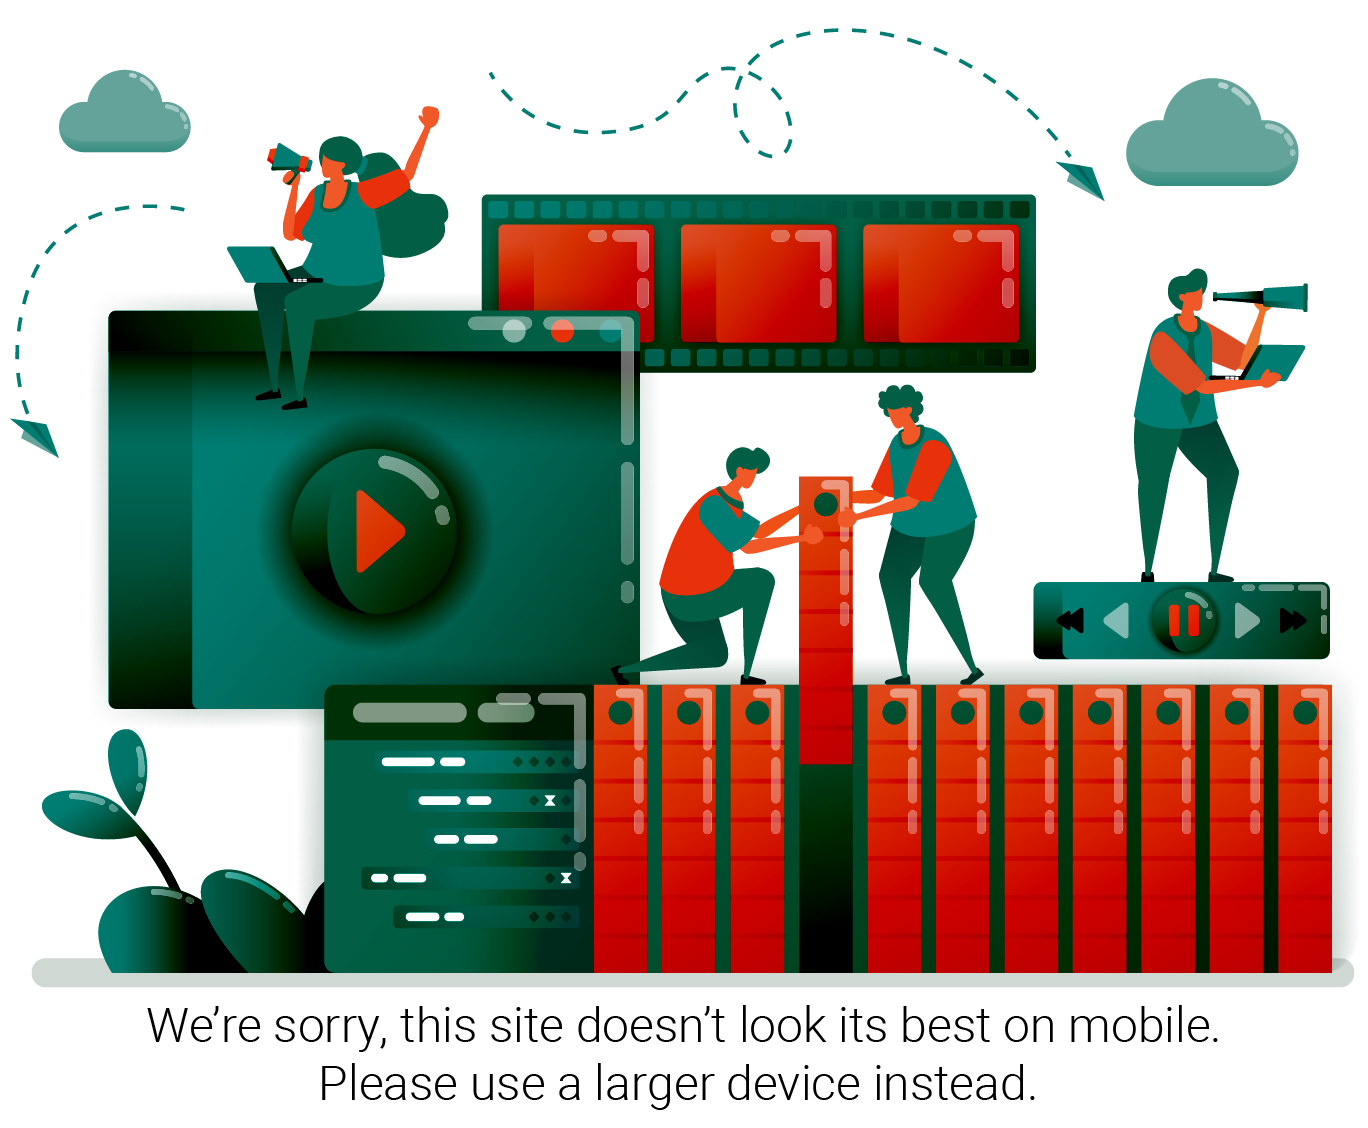 We’re sorry, this site doesn’t look its best on mobile.
Please use a larger device instead.